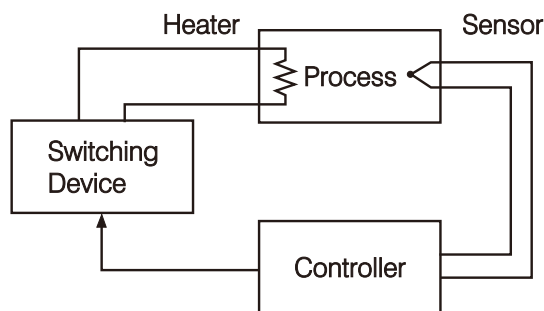 Heater
Sensor
Process
Switching
Device
Controller